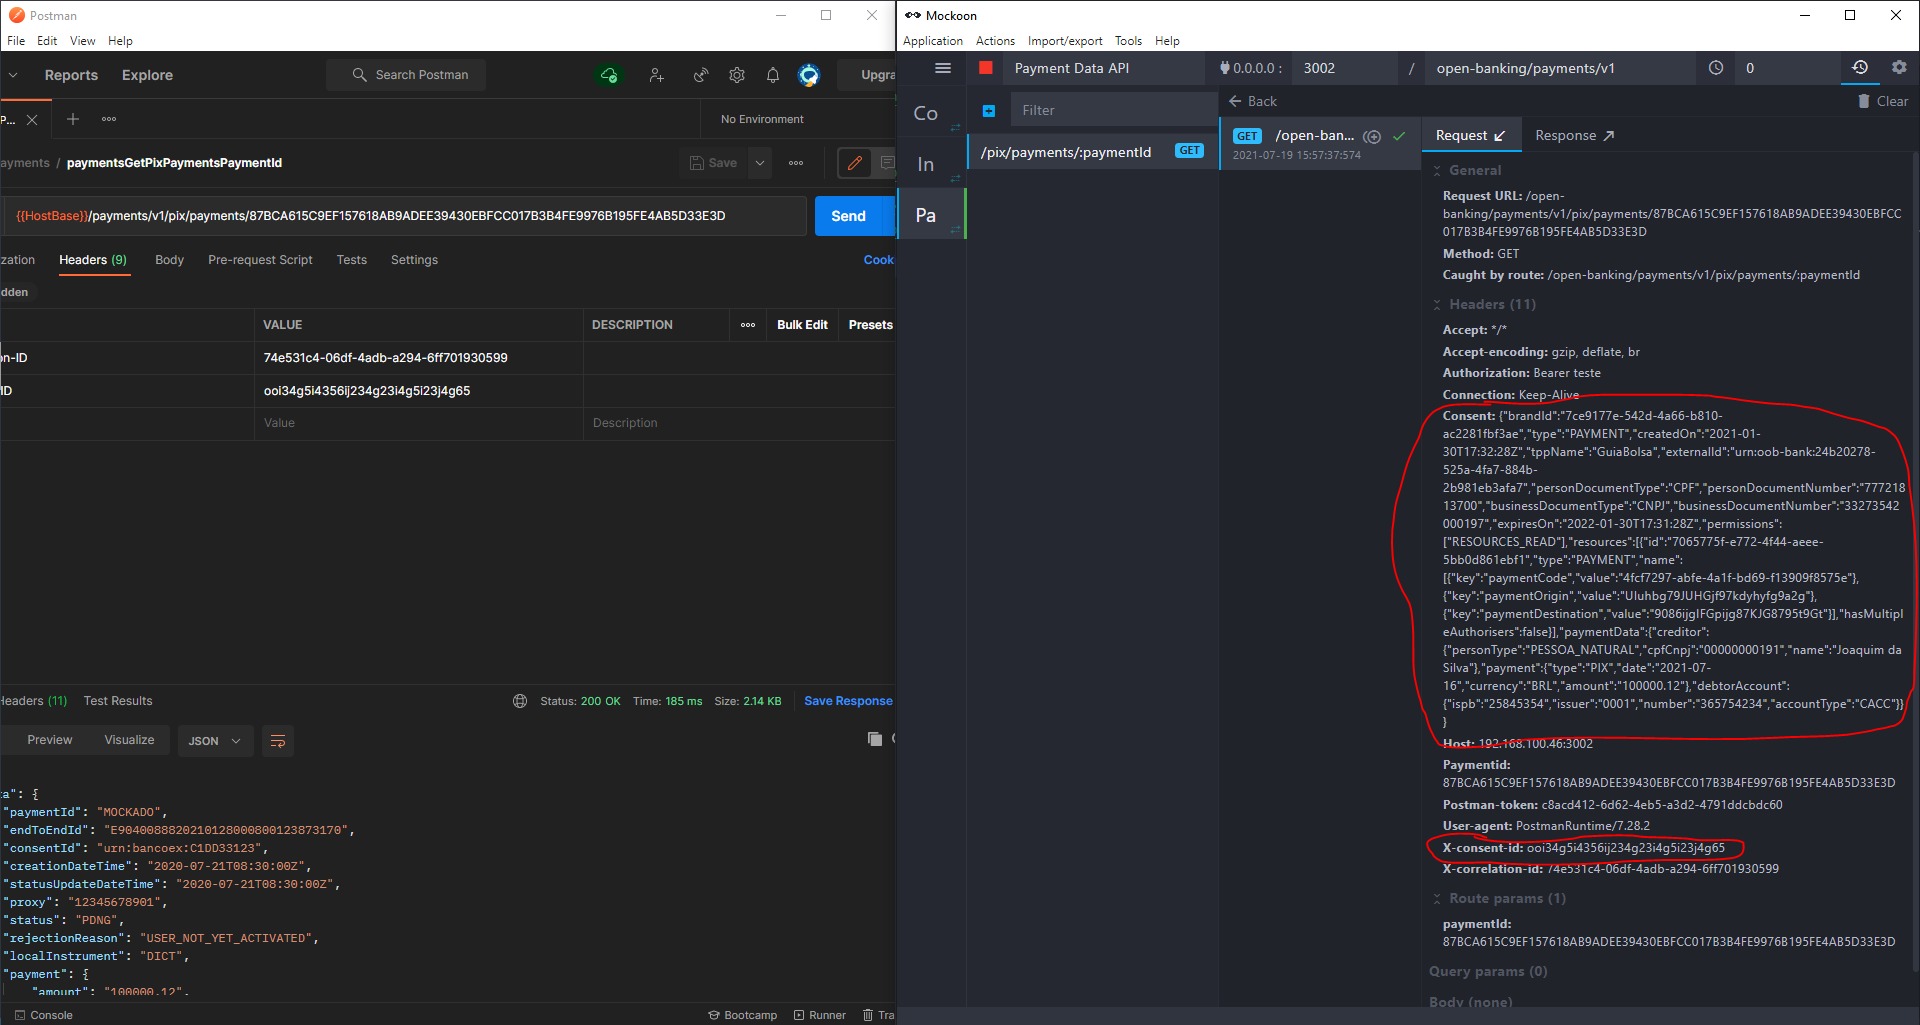 Postman
File Edit View Help
Reports Explore
Search Postman
Upgra
P...
No Environment
ayments / paymentsGetPixPaymentsPaymentId
Save
{{HostBase}}/payments/v1/pix/payments/87BCA615C9EF157618AB9ADEE39430EBFCC017B3B4FE9976B195FE4AB5D33E3D
Send
zation Headers (9) Body Pre-request Script Tests Settings
Cook
dden
VALUE DESCRIPTION Bulk Edit Presets
on-ID 74e531c4-06df-4adb-a294-6ff701930599
ID ooi34g5i4356ij234g23i4g5i23j4g65
Value Description
Headers (11) Test Results
Status: 200 OK Time: 185 ms Size: 2.14 KB Save Response
Preview Visualize JSON
ta": {
"paymentId": "MOCKADO",
"endToEndId": "E9040088820210128000800123873170",
"consentId": "urn:bancoex:C1DD33123",
"creationDateTime": "2020-07-21T08:30:00Z",
"statusUpdateDateTime": "2020-07-21T08:30:00Z",
"proxy": "12345678901",
"status": "PDNG",
"rejectionReason": "USER_NOT_YET_ACTIVATED",
"localInstrument": "DICT",
"payment": {
"amount": "100000.12",
Console
Bootcamp Runner Tra
Mockoon
Application Actions Import/export Tools Help
Payment Data API
0.0.0.0 : 3002 / open-banking/payments/v1
0
Co
In
Pa
Filter
/pix/payments/:paymentId GET
Back
Clear
GET /open-ban...
2021-07-19 15:57:37:574
Request Response
General
Request URL: /open-
banking/payments/v1/pix/payments/87BCA615C9EF157618AB9ADEE39430EBFCC
017B3B4FE9976B195FE4AB5D33E3D
Method: GET
Caught by route: /open-banking/payments/v1/pix/payments/:paymentId
Headers (11)
Accept: */*
Accept-encoding: gzip, deflate, br
Authorization: Bearer teste
Connection: Keep-Alive
Consent: {"brandId":"7ce9177e-542d-4a66-b810-
ac2281fbf3ae","type":"PAYMENT","createdOn":"2021-01-
30T17:32:28Z","tppName":"GuiaBolsa","externalId":"urn:oob-bank:24b20278-
525a-4fa7-884b-
2b981eb3afa7","personDocumentType":"CPF","personDocumentNumber":"777218
13700","businessDocumentType":"CNPJ","businessDocumentNumber":"33273542
000197","expiresOn":"2022-01-30T17:31:28Z","permissions":
["RESOURCES_READ"],"resources":[{"id":"7065775f-e772-4f44-aeee-
5bb0d861ebf1","type":"PAYMENT","name":
[{"key":"paymentCode","value":"4fcf7297-abfe-4a1f-bd69-f13909f8575e"},
{"key":"paymentOrigin","value":"UIuhbg79JUHGjf97kdyhyfg9a2g"},
{"key":"paymentDestination","value":"9086ijgIFGpijg87KJG8795t9Gt"}],"hasMultipl
eAuthorisers":false}],"paymentData":{"creditor":
{"personType":"PESSOA_NATURAL","cpfCnpj":"00000000191","name":"Joaquim da
Silva"},"payment":{"type":"PIX","date":"2021-07-
16","currency":"BRL","amount":"100000.12"},"debtorAccount":
{"ispb":"25845354","issuer":"0001","number":"365754234","accountType":"CACC"}}
}
Host: 192.168.100.46:3002
Paymentid:
87BCA615C9EF157618AB9ADEE39430EBFCC017B3B4FE9976B195FE4AB5D33E3D
Postman-token: c8acd412-6d62-4eb5-a3d2-4791ddcbdc60
User-agent: PostmanRuntime/7.28.2
X-consent-id: ooi34g5i4356ij234g23i4g5i23j4g65
X-correlation-id: 74e531c4-06df-4adb-a294-6ff701930599
Route params (1)
paymentId:
87BCA615C9EF157618AB9ADEE39430EBFCC017B3B4FE9976B195FE4AB5D33E3D
Query params (0)
Body (none)